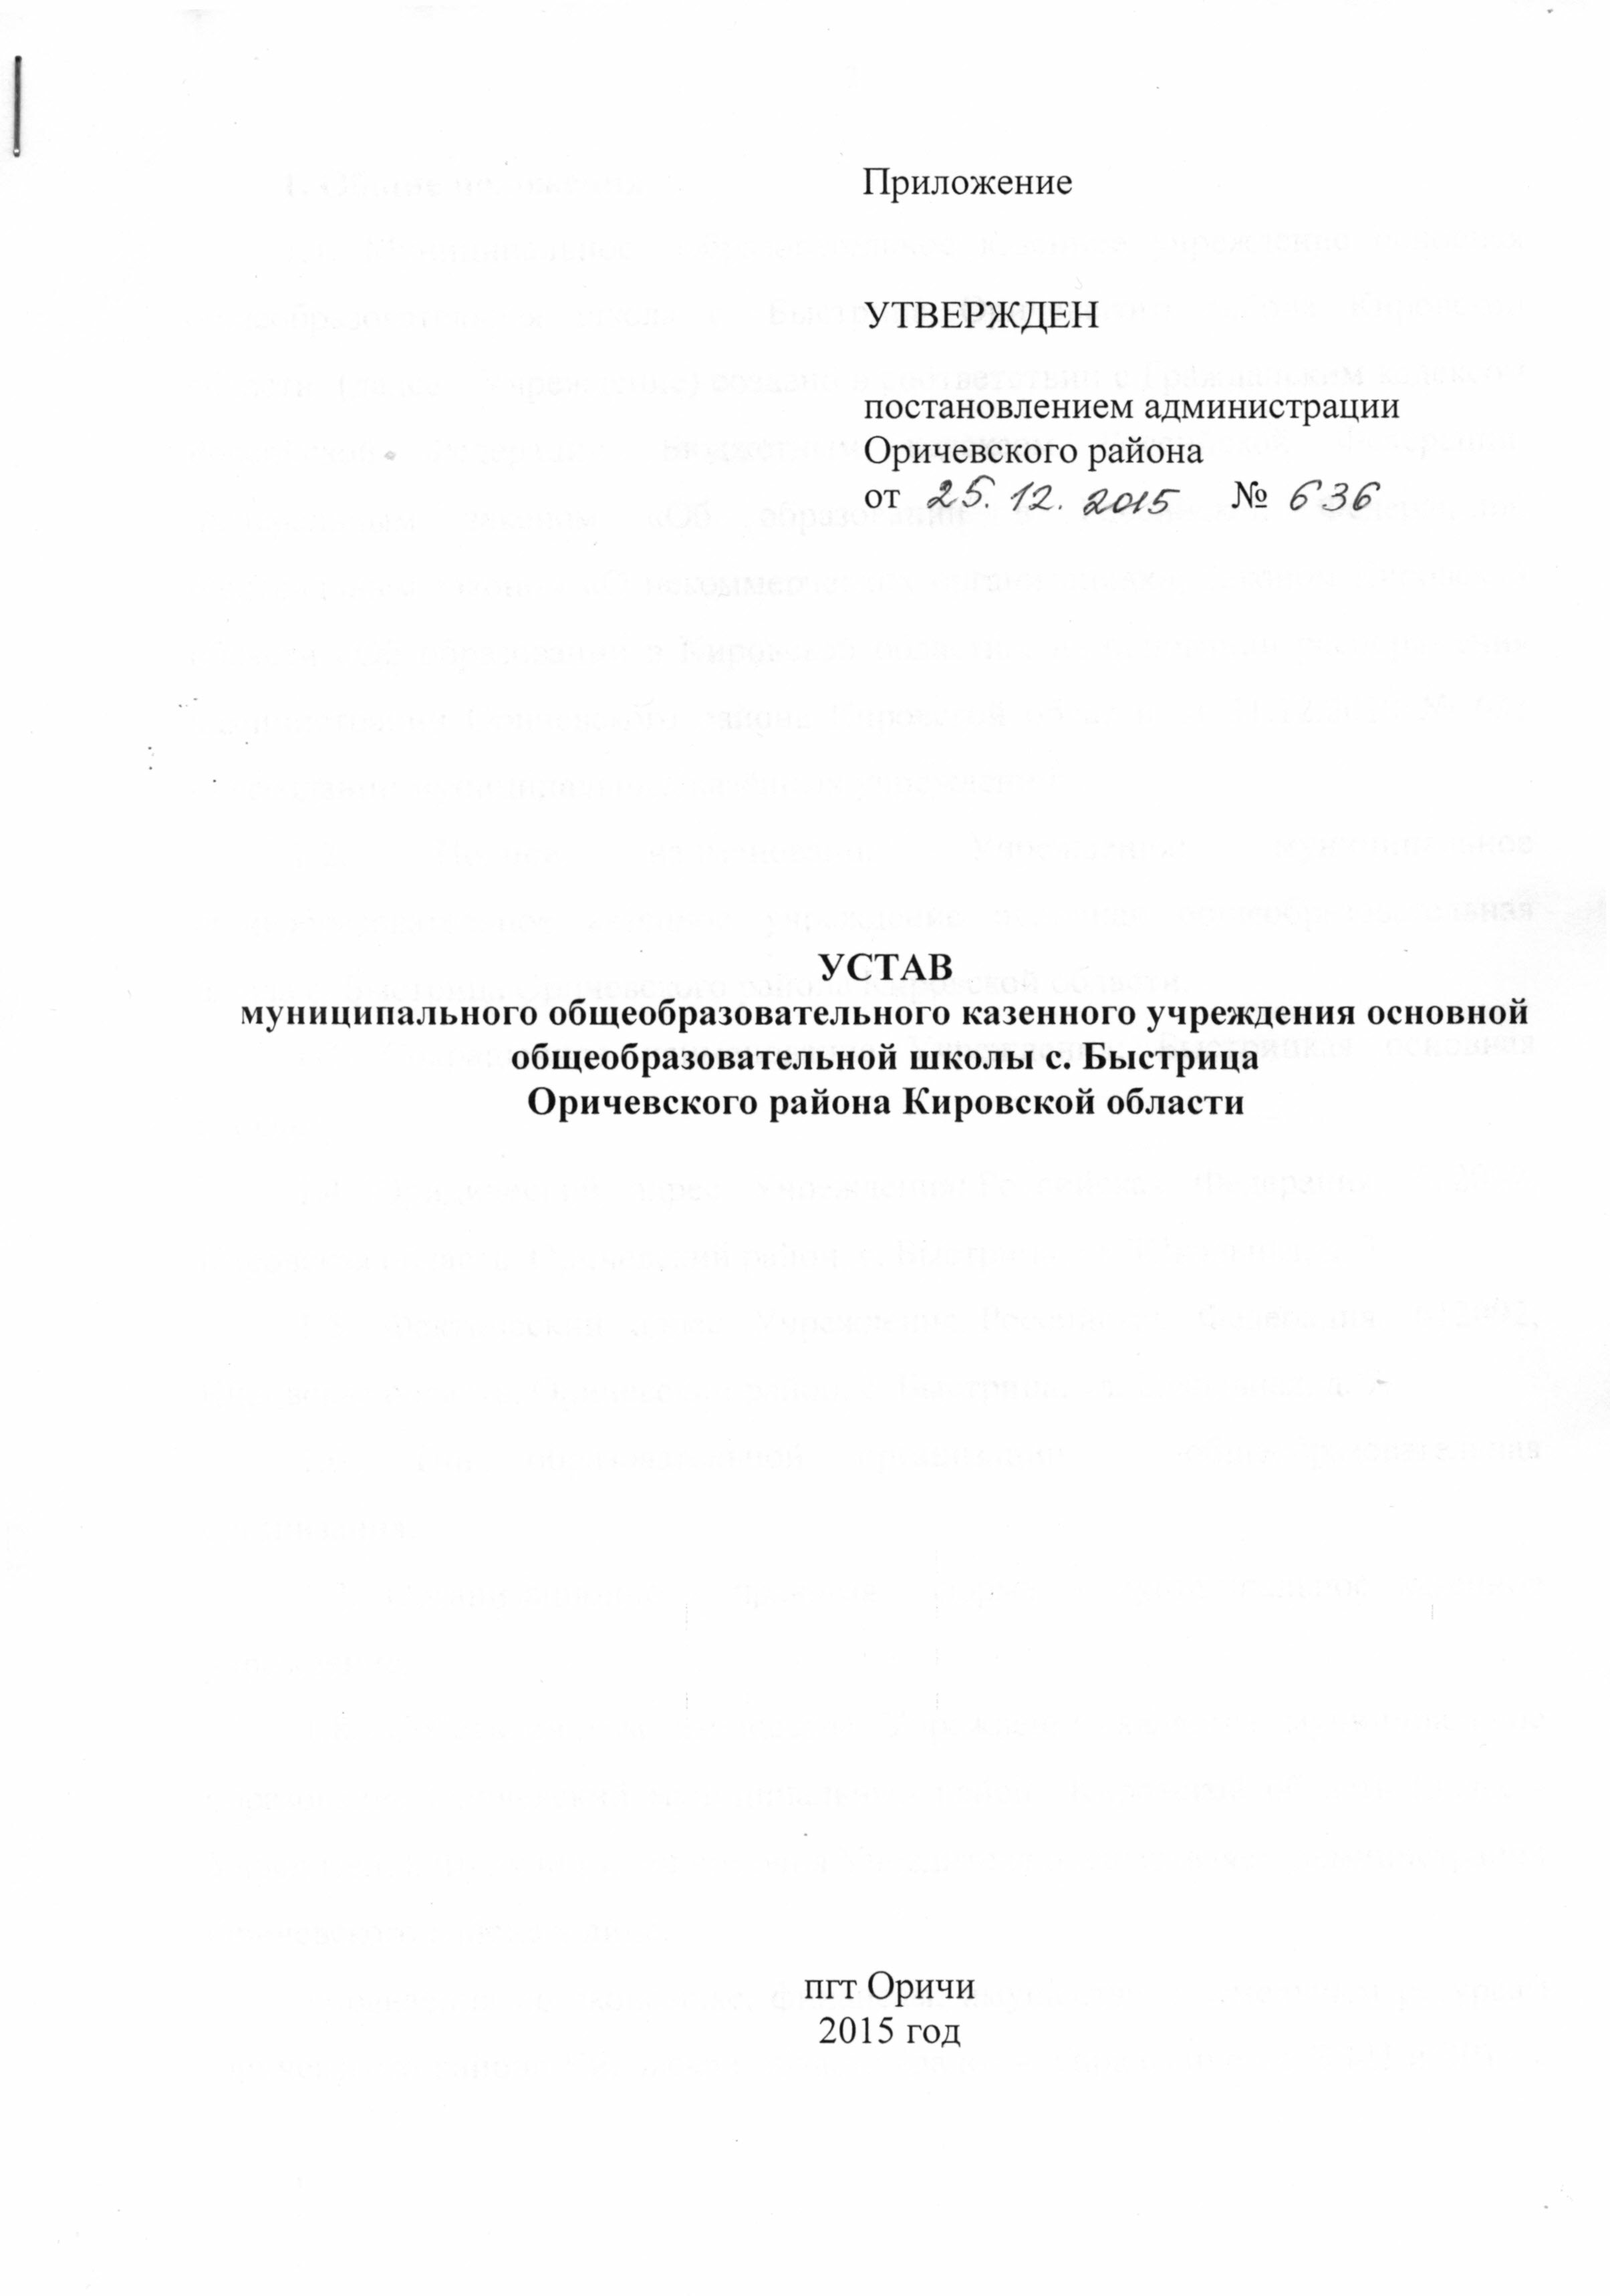 Приложение
УТВЕРЖДЕН
постановлением администрации
Оричевского района
от 25.12.2015 № 636
УСТАВ
муниципального общеобразовательного казенного учреждения основной
общеобразовательной школы с. Быстрица
Оричевского района Кировской области
пгт Оричи
2015 год